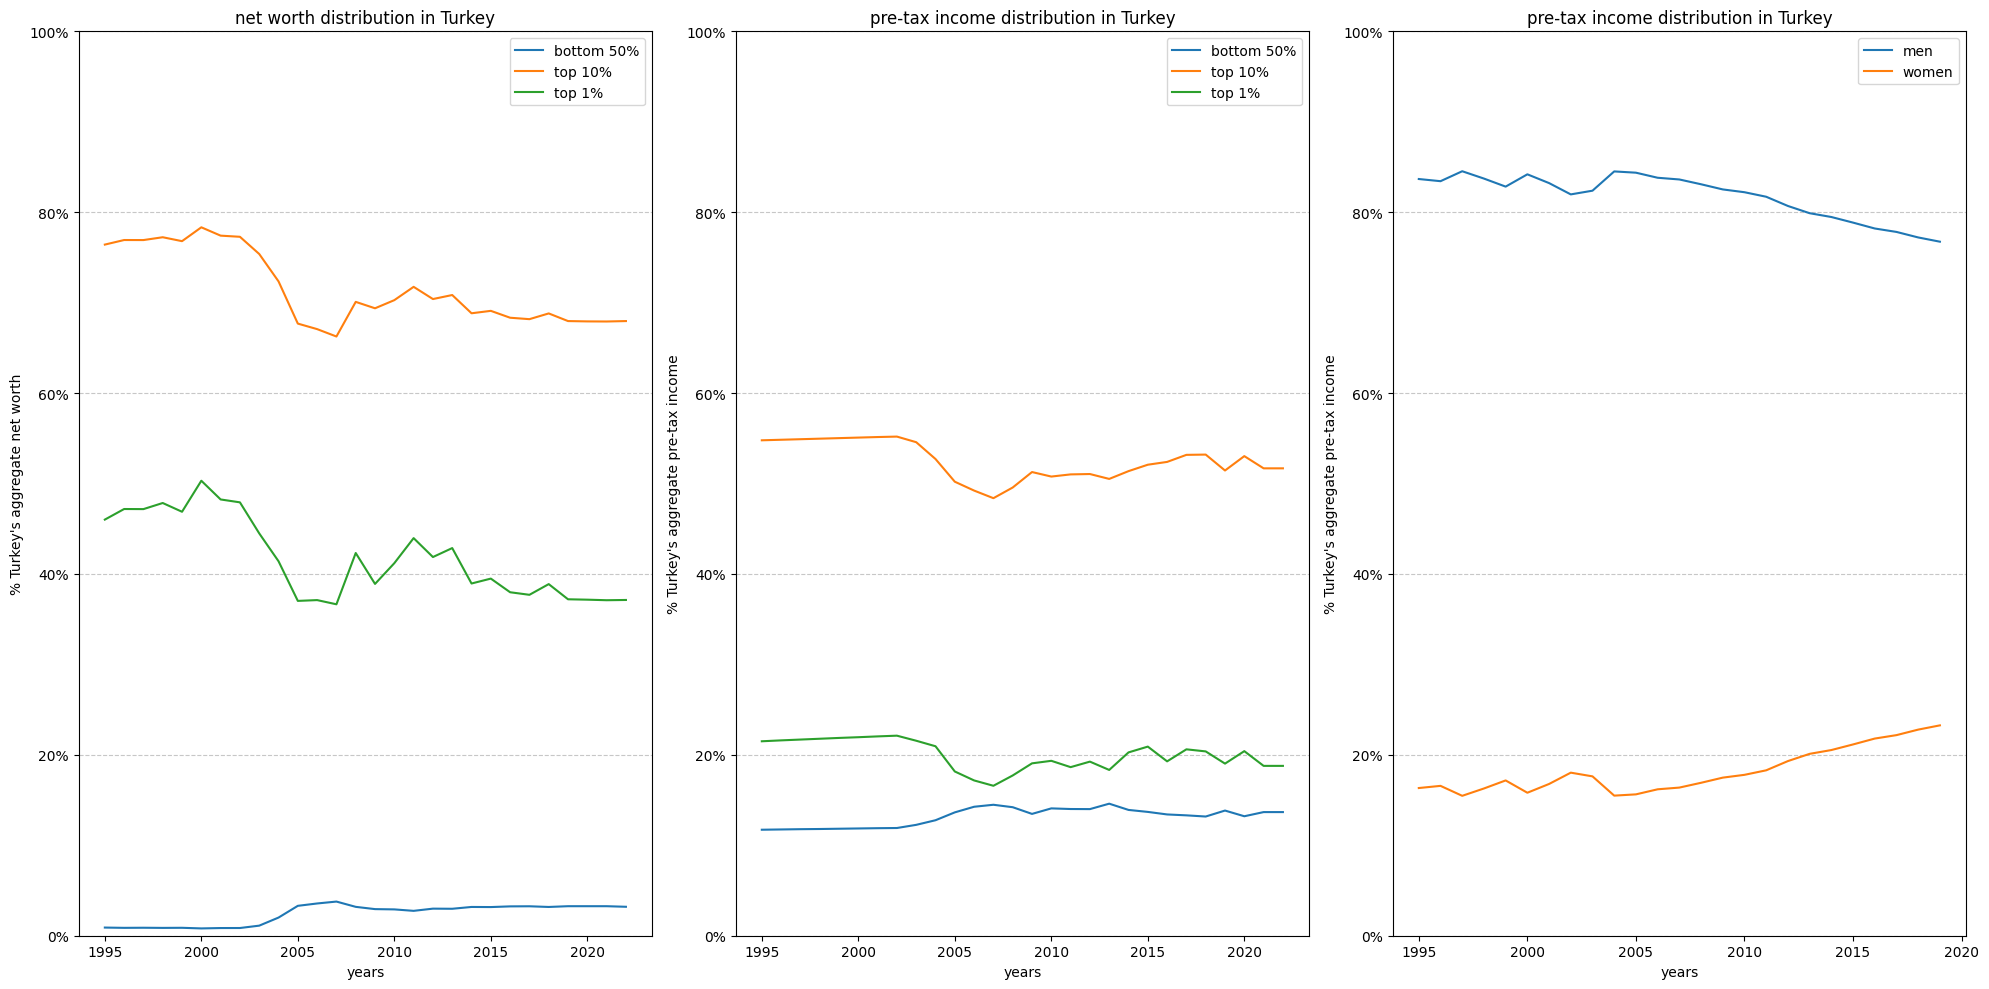 net worth distribution in Turkey
100%
80%
60%
40%
20%
0%
% Turkey's aggregate net worth
bottom 50%
top 10%
top 1%
1995
2000
2005
2010
2015
2020
years
pre-tax income distribution in Turkey
100%
80%
60%
40%
20%
0%
% Turkey's aggregate pre-tax income
bottom 50%
top 10%
top 1%
1995
2000
2005
2010
2015
2020
years
pre-tax income distribution in Turkey
100%
80%
60%
40%
20%
0%
% Turkey's aggregate pre-tax income
men
women
1995
2000
2005
2010
2015
2020
years